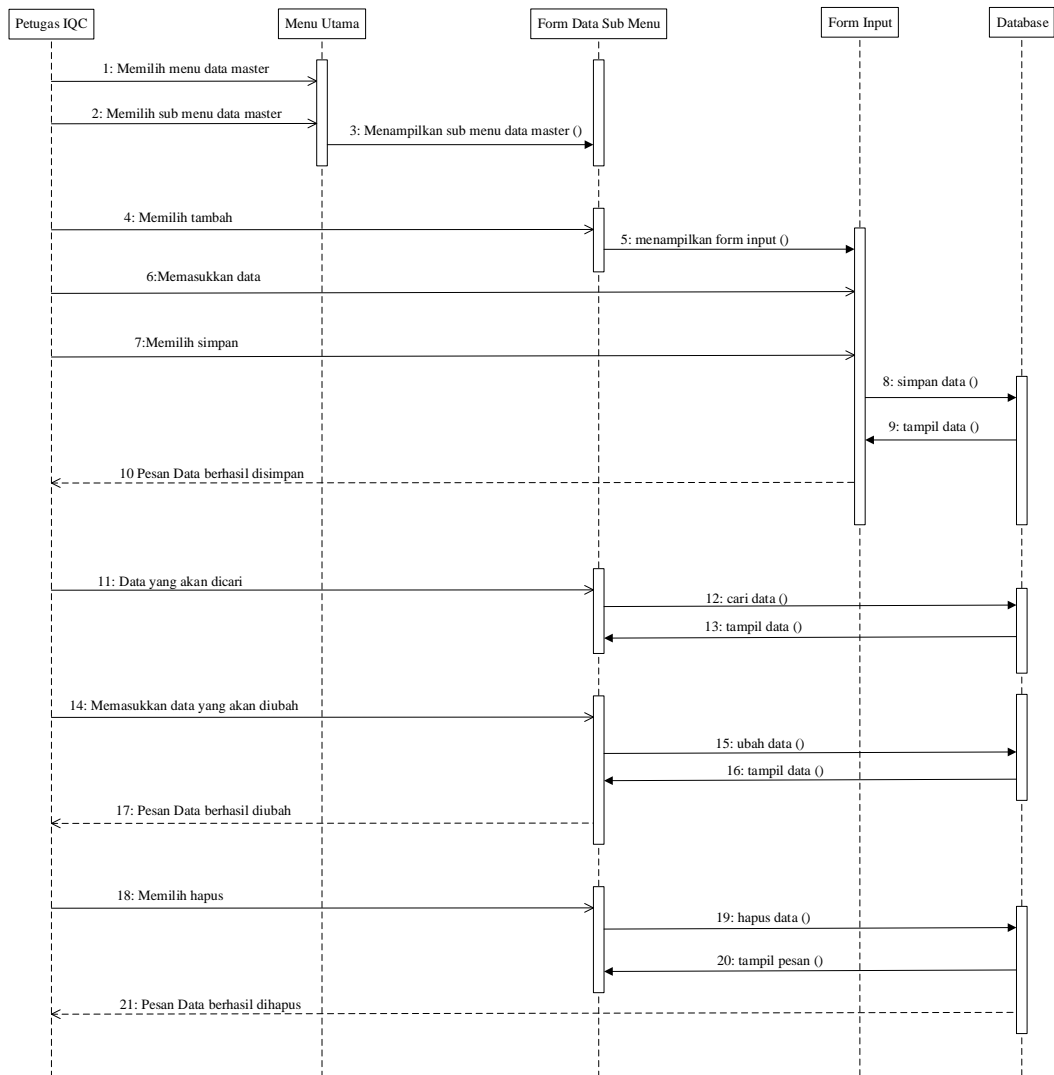 Petugas IQC
Menu Utama
Form Data Sub Menu
Form Input
Database
1: Memilih menu data master
2: Memilih sub menu data master
3: Menampilkan sub menu data master ()
4: Memilih tambah
5: menampilkan form input ()
6:Memasukkan data
7:Memilih simpan
8: simpan data ()
9: tampil data ()
10 Pesan Data berhasil disimpan
11: Data yang akan dicari
12: cari data ()
13: tampil data ()
14: Memasukkan data yang akan diubah
15: ubah data ()
16: tampil data ()
17: Pesan Data berhasil diubah
18: Memilih hapus
19: hapus data ()
20: tampil pesan ()
21: Pesan Data berhasil dihapus